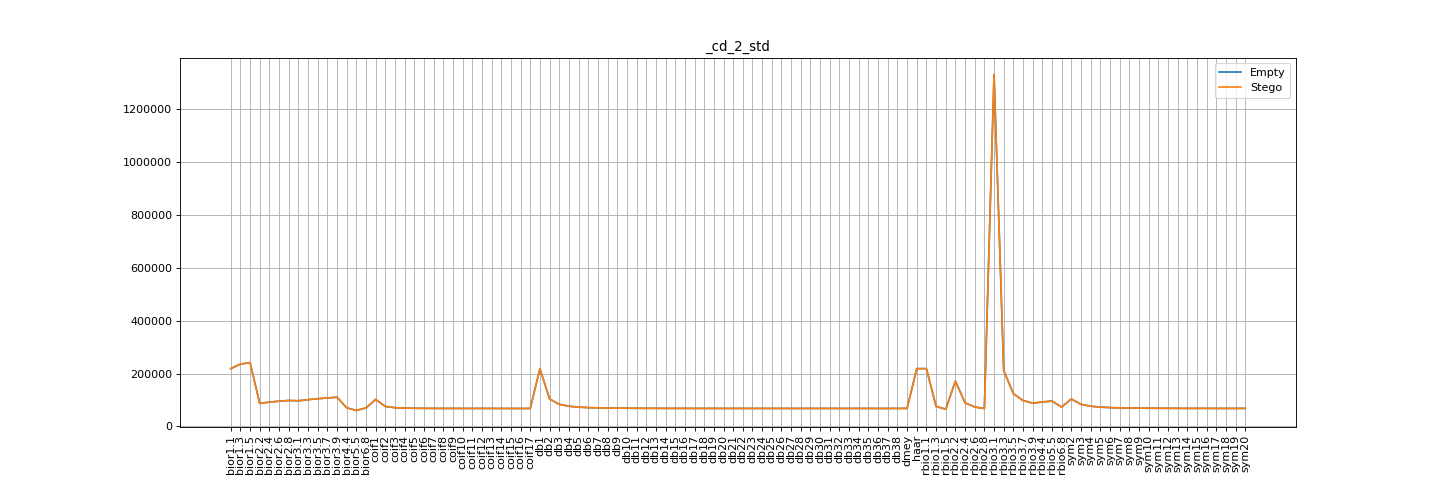 _cd_2_std
Empty
Stego
1200000
1000000
800000
600000
400000
200000
0
bior1.1
bior1.3
bior1.5
bior2.2
bior2.4
bior2.6
bior2.8
bior3.1
bior3.3
bior3.5
bior3.7
bior3.9
bior4.4
bior5.5
bior6.8
coif1
coif2
coif3
coif4
coif5
coif6
coif7
coif8
coif9
coif10
coif11
coif12
coif13
coif14
coif15
coif16
coif17
db1
db2
db3
db4
db5
db6
db7
db8
db9
db10
db11
db12
db13
db14
db15
db16
db17
db18
db19
db20
db21
db22
db23
db24
db25
db26
db27
db28
db29
db30
db31
db32
db33
db34
db35
db36
db37
db38
dmey
haar
rbio1.1
rbio1.3
rbio1.5
rbio2.2
rbio2.4
rbio2.6
rbio2.8
rbio3.1
rbio3.3
rbio3.5
rbio3.7
rbio3.9
rbio4.4
rbio5.5
rbio6.8
sym2
sym3
sym4
sym5
sym6
sym7
sym8
sym9
sym10
sym11
sym12
sym13
sym14
sym15
sym16
sym17
sym18
sym19
sym20